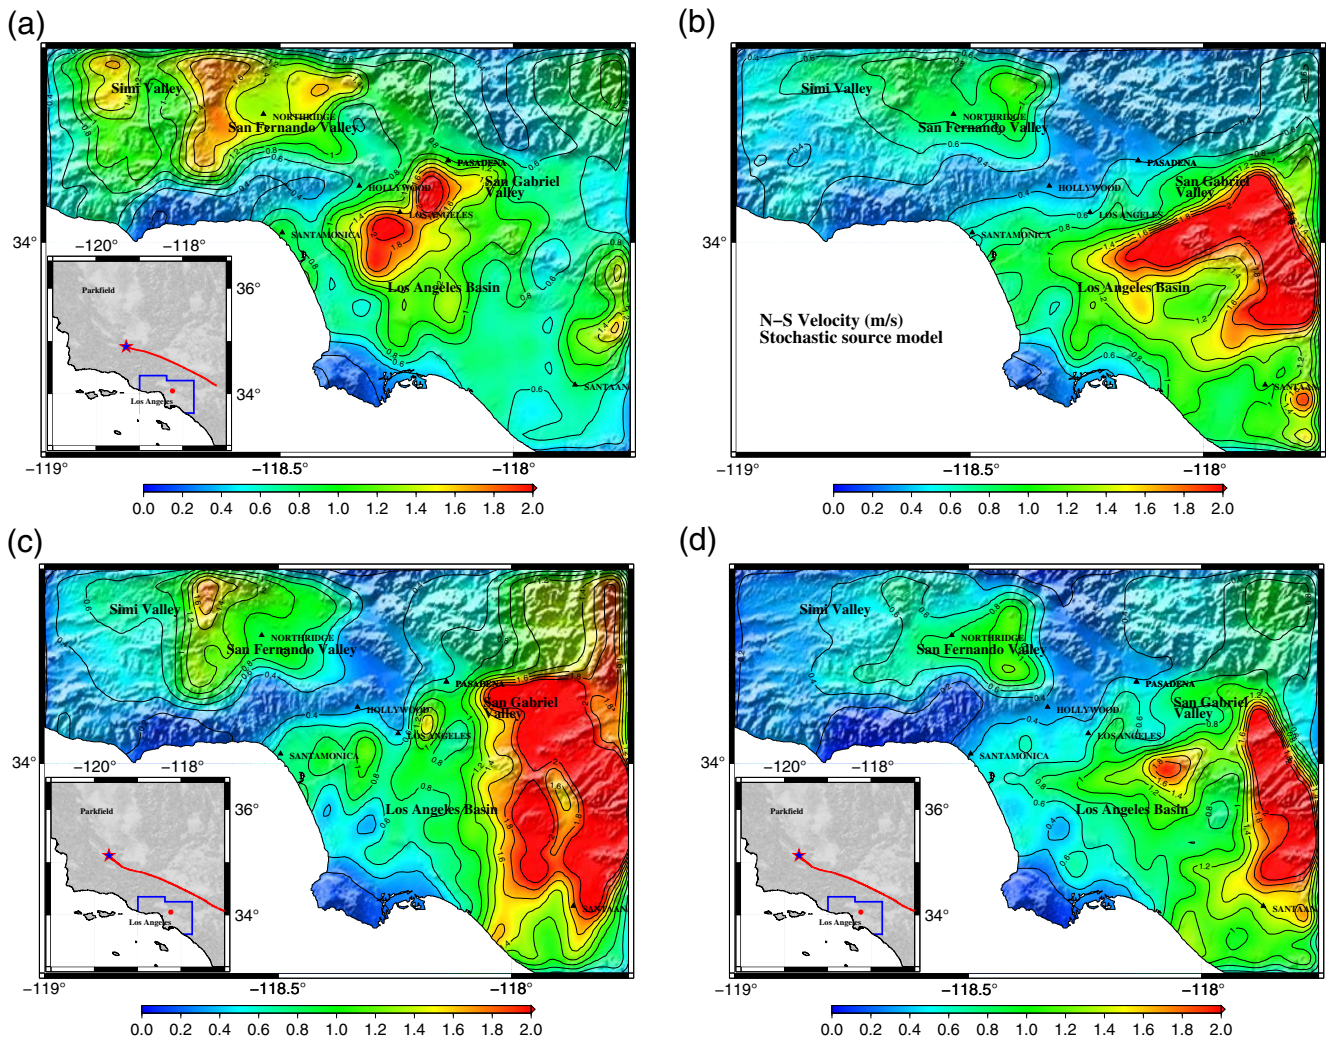 (a)
Simi Valley
NORTHRIDGE
San Fernando Valley
PASADENA
HOLLYWOOD
San Gabriel
Valley
LOS ANGELES
SANTAMONICA
Los Angeles Basin
SANTAAN
34°
−120° −118°
Parkfield
36°
34°
Los Angeles
−119° −118.5° −118°
0.0 0.2 0.4 0.6 0.8 1.0 1.2 1.4 1.6 1.8 2.0
(b)
Simi Valley
NORTHRIDGE
San Fernando Valley
PASADENA
HOLLYWOOD
San Gabriel
Valley
LOS ANGELES
SANTAMONICA
34°
Los Angeles Basin
N−S Velocity (m/s)
Stochastic source model
SANTAAN
−119° −118.5° −118°
0.0 0.2 0.4 0.6 0.8 1.0 1.2 1.4 1.6 1.8 2.0
(c)
Simi Valley
NORTHRIDGE
San Fernando Valley
PASADENA
San Gabriel
Valley
HOLLYWOOD
LOS ANGELES
SANTAMONICA
34°
−120° −118°
Parkfield
36°
34°
Los Angeles
Los Angeles Basin
SANTAAN
−119° −118.5° −118°
0.0 0.2 0.4 0.6 0.8 1.0 1.2 1.4 1.6 1.8 2.0
(d)
Simi Valley
NORTHRIDGE
San Fernando Valley
PASADENA
San Gabriel
Valley
HOLLYWOOD
LOS ANGELES
SANTAMONICA
34°
−120° −118°
Parkfield
36°
34°
Los Angeles
Los Angeles Basin
SANTAAN
−119° −118.5° −118°
0.0 0.2 0.4 0.6 0.8 1.0 1.2 1.4 1.6 1.8 2.0